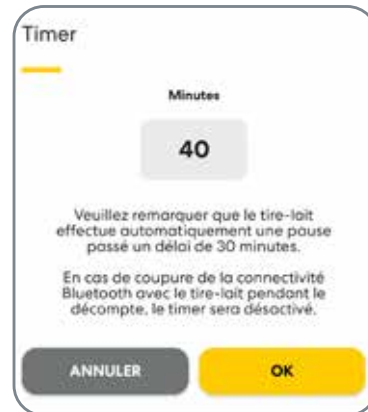 Timer
Minutes
40
Veuillez remarquer que le tire-lait
effectue automatiquement une pause
passé un délai de 30 minutes.
En cas de coupure de la connectivité
Bluetooth avec le tire-lait pendant le
décompte, le timer sera désactivé.
ANNULER OK